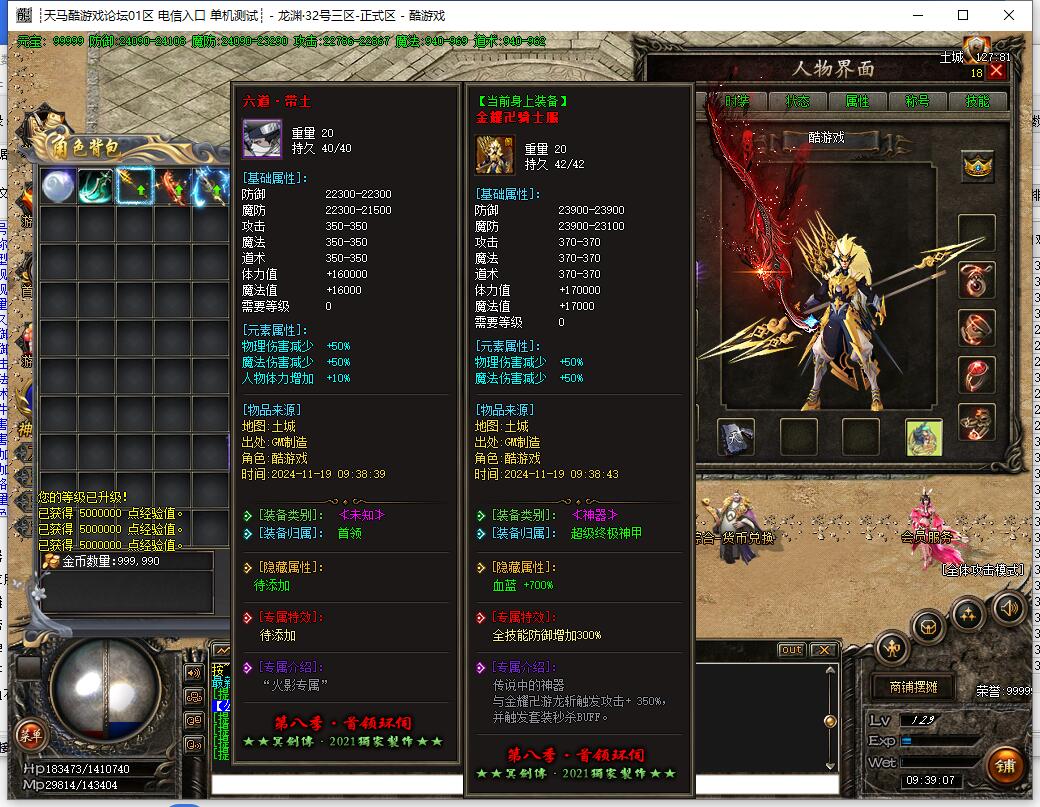 天马酷游戏论坛01区 电信入口 单机测试 - 龙渊·32号三区-正式区 - 酷游戏
元宝: 99999 防御:24090-24108 魔防:24090-23290 攻击:22786-22867 魔法:940-969 道术:940-962
土城 127:81
18
人物界面
时装
状态
属性
称号
技能
酷游戏
角色背包
六道·带土
重量 20
持久 40/40
[基础属性]:
防御 22300-22300
魔防 22300-21500
攻击 350-350
魔法 350-350
道术 350-350
体力值 +160000
魔法值 +16000
需要等级 0
[元素属性]:
物理伤害减少 +50%
魔法伤害减少 +50%
人物体力增加 +10%
[物品来源]
地图:土城
出处:GM制造
角色:酷游戏
时间:2024-11-19 09:38:39
[装备类别]: <未知>
[装备归属]: 首领
[隐藏属性]:
待添加
[专属特效]:
待添加
[专属介绍]:
“火影专属”
第八季·首领环伺
★★冥剑传·2021獨家製作★★
【当前身上装备】
金耀卍骑士服
重量 20
持久 42/42
[基础属性]:
防御 23900-23900
魔防 23900-23100
攻击 370-370
魔法 370-370
道术 370-370
体力值 +170000
魔法值 +17000
需要等级 0
[元素属性]:
物理伤害减少 +50%
魔法伤害减少 +50%
[物品来源]
地图:土城
出处:GM制造
角色:酷游戏
时间:2024-11-19 09:38:43
[装备类别]: <神器>
[装备归属]: 超级终极神甲
[隐藏属性]:
血蓝 +700%
[专属特效]:
全技能防御增加300%
[专属介绍]:
传说中的神器
与金耀卍游龙斩触发攻击+ 350%,
并触发套装秒杀BUFF。
第八季·首领环伺
★★冥剑传·2021獨家製作★★
您的等级已升级!
已获得 5000000 点经验值。
已获得 5000000 点经验值。
已获得 5000000 点经验值。
金币数量:999,990
综合—货币兑换
会员服务
[全体攻击模式]
out
商铺摆摊
荣誉:9999
Lv 129
Exp
Wet
09:39:07
铺
菜单
Hp183473/1410740
Mp29814/143404